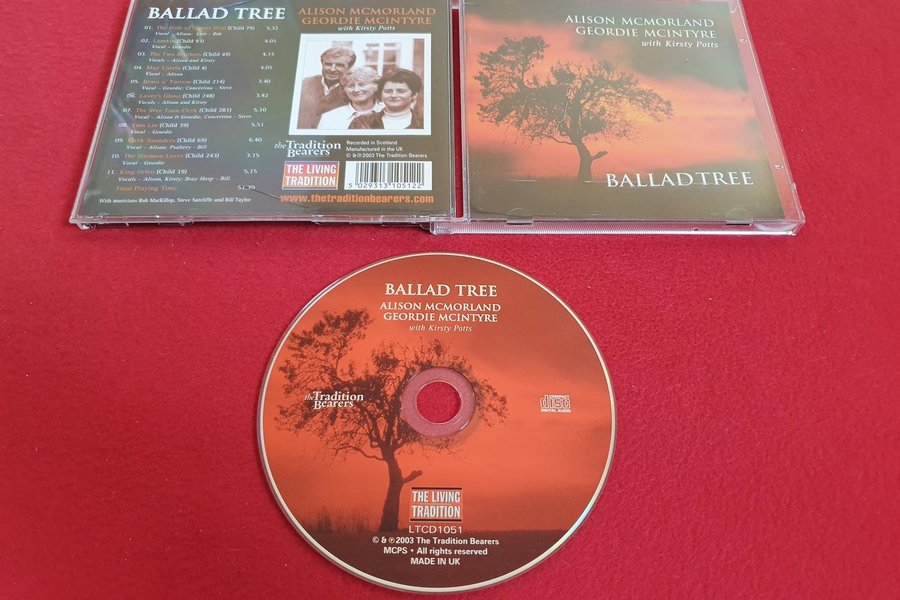 BALLAD TREE
ALISON MCMORLAND
GEORDIE MCINTYRE
with Kirsty Potts
01. The Wife of Ushers Well (Child 79) 5.32
Vocal - Alison: Lute - Rob
02. Lamkin (Child 93) 4.05
Vocal - Geordie
03. The Two Brothers (Child 49) 4.15
Vocals - Alison and Kirsty
04. May Colvin (Child 4) 4.05
Vocal - Alison
05. Braes o' Yarrow (Child 214) 3.40
Vocal - Geordie; Concertina - Steve
06. Lover's Ghost (Child 248) 3.42
Vocals - Alison and Kirsty
07. The Wee Toun Clerk (Child 281) 5.10
Vocals - Alison & Geordie; Concertina - Steve
08. Tam Lin (Child 39) 5.51
Vocal - Geordie
09. Clerk Saunders (Child 69) 6.40
Vocal - Alison; Psaltery - Bill
10. The Daemon Lover (Child 243) 3.15
Vocal - Geordie
11. King Orfeo (Child 19) 5.15
Vocals - Alison, Kirsty; Bray Harp - Bill
Total Playing Time 51.30
With musicians Rob MacKillop, Steve Sutcliffe and Bill Taylor
the Tradition
Bearers
Recorded in Scotland
Manufactured in the UK
© & ℗ 2003 The Tradition Bearers
THE LIVING
TRADITION
5 029313 105122
www.thetraditionbearers.com
ALISON MCMORLAND
GEORDIE MCINTYRE
with Kirsty Potts
BALLAD TREE
BALLAD TREE
ALISON MCMORLAND
GEORDIE MCINTYRE
with Kirsty Potts
the Tradition
Bearers
COMPACT
disc
DIGITAL AUDIO
THE LIVING
TRADITION
LTCD1051
© & ℗ 2003 The Tradition Bearers
MCPS • All rights reserved
MADE IN UK